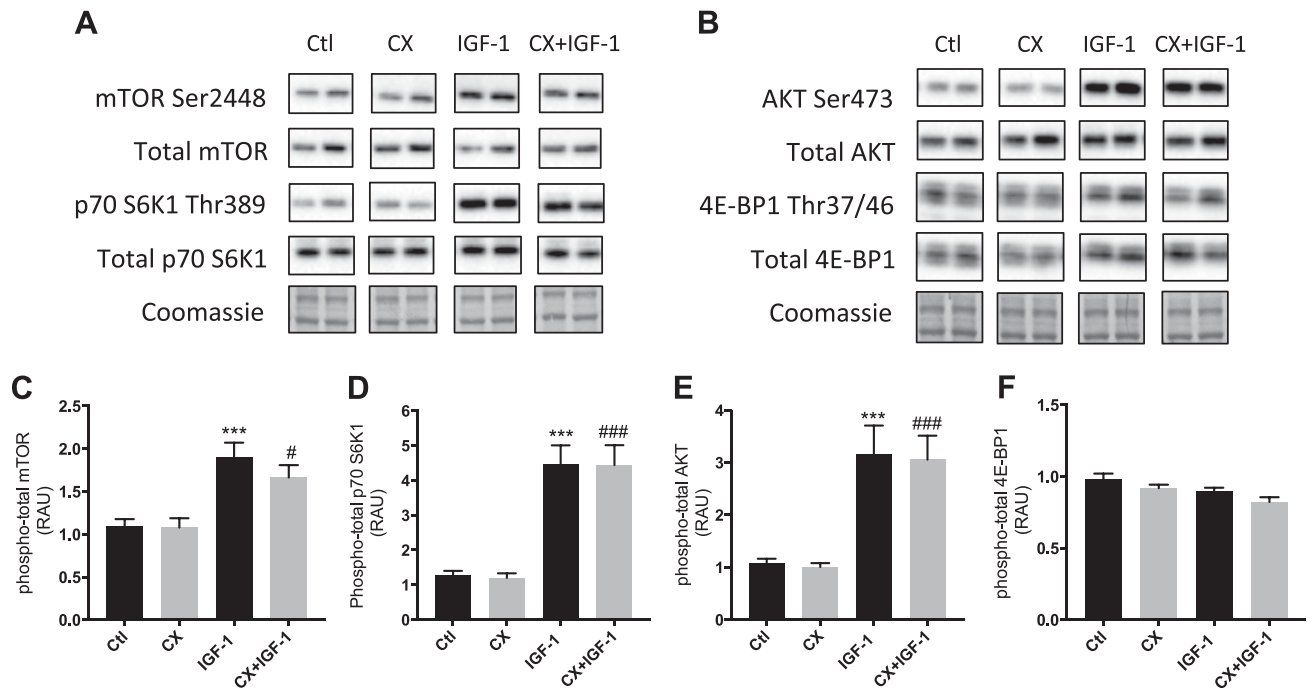 A
Ctl CX IGF-1 CX+IGF-1
mTOR Ser2448
Total mTOR
p70 S6K1 Thr389
Total p70 S6K1
Coomassie
B
Ctl CX IGF-1 CX+IGF-1
AKT Ser473
Total AKT
4E-BP1 Thr37/46
Total 4E-BP1
Coomassie
C
phospho-total mTOR
(RAU)
2.5
2.0
1.5
1.0
0.5
0.0
***
#
Ctl CX IGF-1 CX+IGF-1
D
Phospho-total p70 S6K1
(RAU)
6
5
4
3
2
1
0
***
###
Ctl CX IGF-1 CX+IGF-1
E
phospho-total AKT
(RAU)
4
3
2
1
0
***
###
Ctl CX IGF-1 CX+IGF-1
F
phospho-total 4E-BP1
(RAU)
1.5
1.0
0.5
0.0
Ctl CX IGF-1 CX+IGF-1